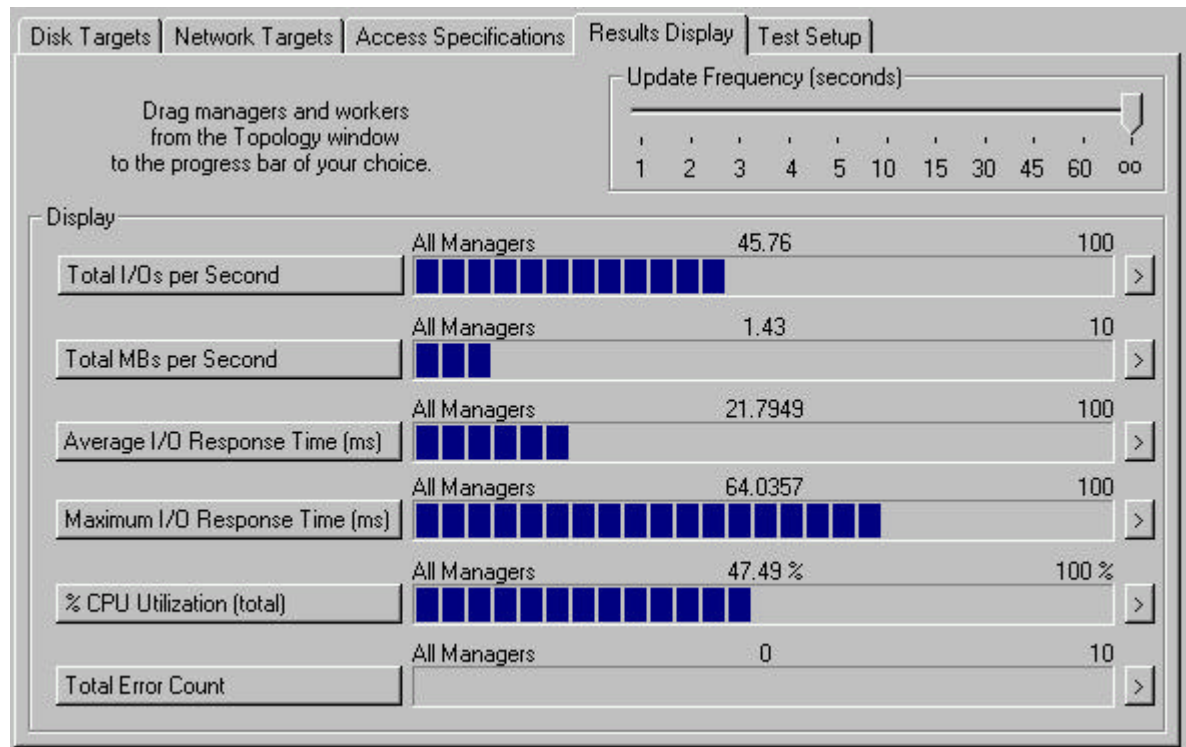 Disk Targets Network Targets Access Specifications Results Display Test Setup
Update Frequency (seconds)
Drag managers and workers
from the Topology window
to the progress bar of your choice.
1 2 3 4 5 10 15 30 45 60 oo
Display
All Managers 45.76 100
Total I/Os per Second >
All Managers 1.43 10
Total MBs per Second >
All Managers 21.7949 100
Average I/O Response Time (ms) >
All Managers 64.0357 100
Maximum I/O Response Time (ms) >
All Managers 47.49 % 100 %
% CPU Utilization (total) >
All Managers 0 10
Total Error Count >